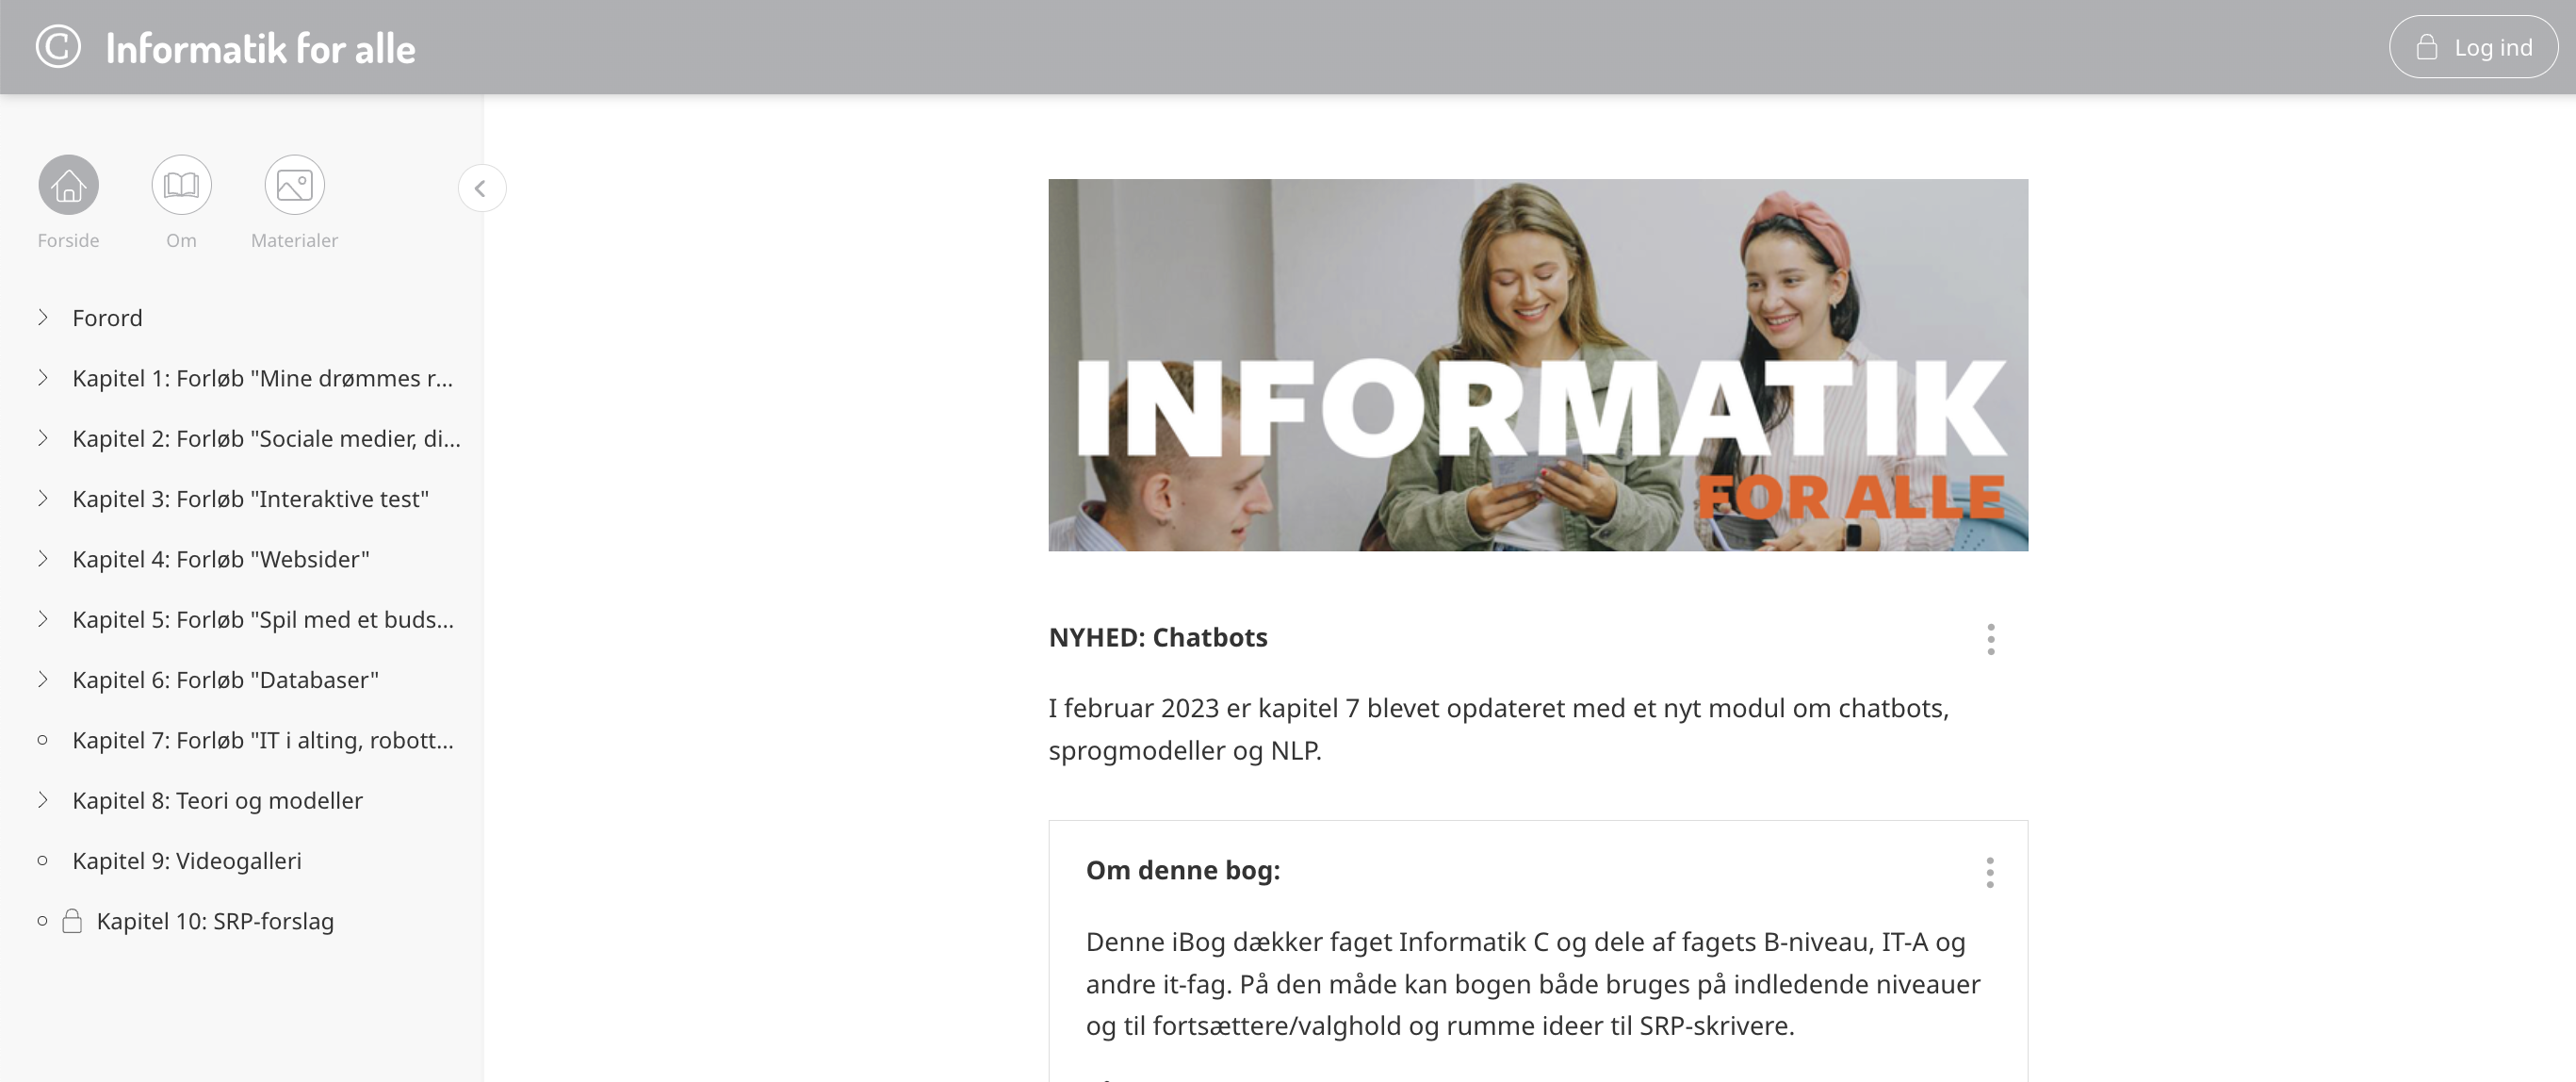 © Informatik for alle
Log ind
Forside
Om
Materialer
Forord
Kapitel 1: Forløb "Mine drømmes r...
Kapitel 2: Forløb "Sociale medier, di...
Kapitel 3: Forløb "Interaktive test"
Kapitel 4: Forløb "Websider"
Kapitel 5: Forløb "Spil med et buds...
Kapitel 6: Forløb "Databaser"
Kapitel 7: Forløb "IT i alting, robott...
Kapitel 8: Teori og modeller
Kapitel 9: Videogalleri
Kapitel 10: SRP-forslag
INFORMATIK
FOR ALLE
NYHED: Chatbots
I februar 2023 er kapitel 7 blevet opdateret med et nyt modul om chatbots,
sprogmodeller og NLP.
Om denne bog:
Denne iBog dækker faget Informatik C og dele af fagets B-niveau, IT-A og
andre it-fag. På den måde kan bogen både bruges på indledende niveauer
og til fortsættere/valghold og rumme ideer til SRP-skrivere.